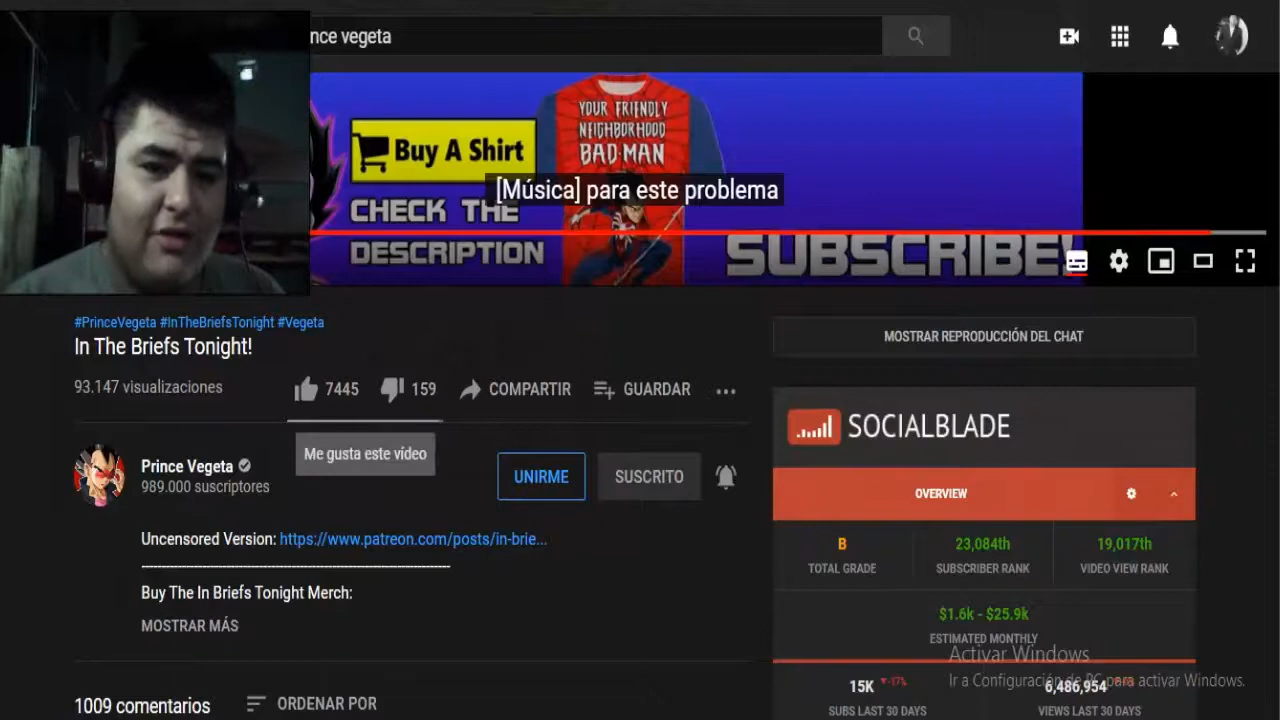 nce vegeta
YOUR FRIENDLY
NEIGHBORHOOD
BAD-MAN
Buy A Shirt
[Música] para este problema
CHECK THE
DESCRIPTION
SUBSCRIBE!
#PrinceVegeta #InTheBriefsTonight #Vegeta
In The Briefs Tonight!
93.147 visualizaciones
7445
159
COMPARTIR
GUARDAR
Me gusta este vídeo
Prince Vegeta
989.000 suscriptores
UNIRME
SUSCRITO
Uncensored Version: https://www.patreon.com/posts/in-brie...
Buy The In Briefs Tonight Merch:
MOSTRAR MÁS
1009 comentarios
ORDENAR POR
MOSTRAR REPRODUCCIÓN DEL CHAT
SOCIALBLADE
OVERVIEW
B 23,084th 19,017th
TOTAL GRADE SUBSCRIBER RANK VIDEO VIEW RANK
$1.6k - $25.9k
ESTIMATED MONTHLY
Activar Windows
Ir a Configuración de PC para activar Windows.
15K -17% 6,486,954
SUBS LAST 30 DAYS VIEWS LAST 30 DAYS